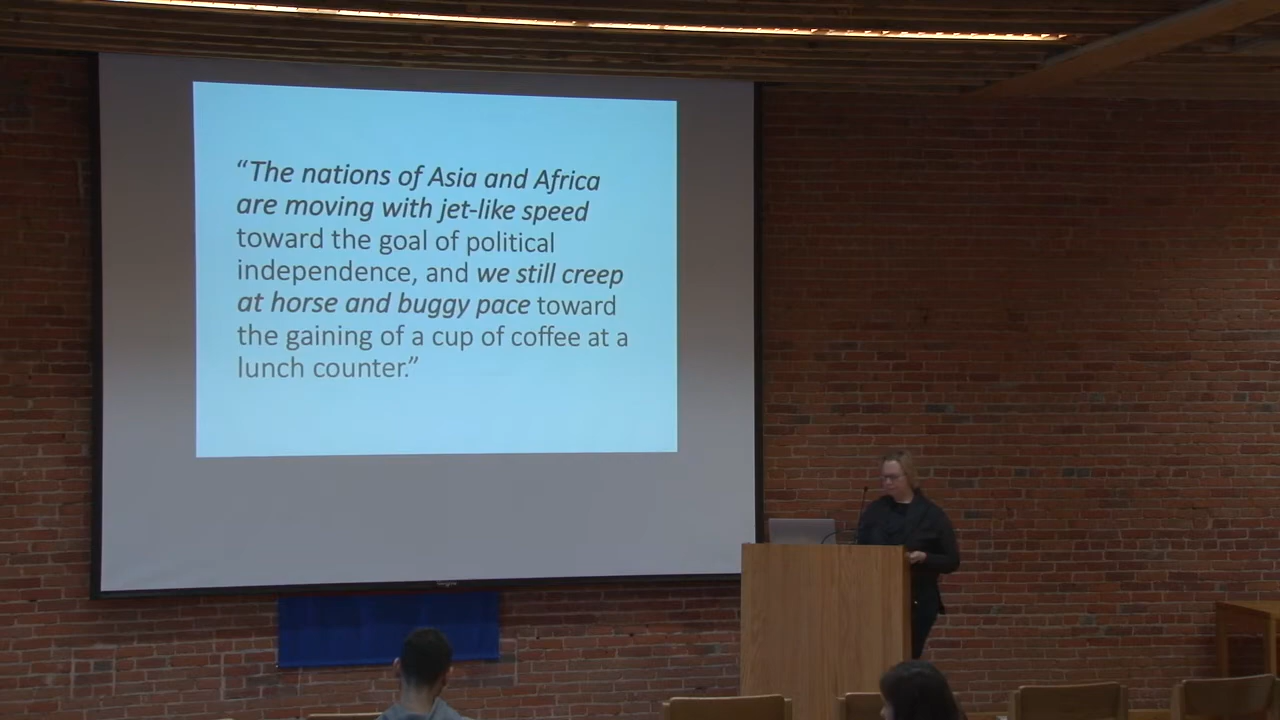 “The nations of Asia and Africa
are moving with jet-like speed
toward the goal of political
independence, and we still creep
at horse and buggy pace toward
the gaining of a cup of coffee at a
lunch counter.”